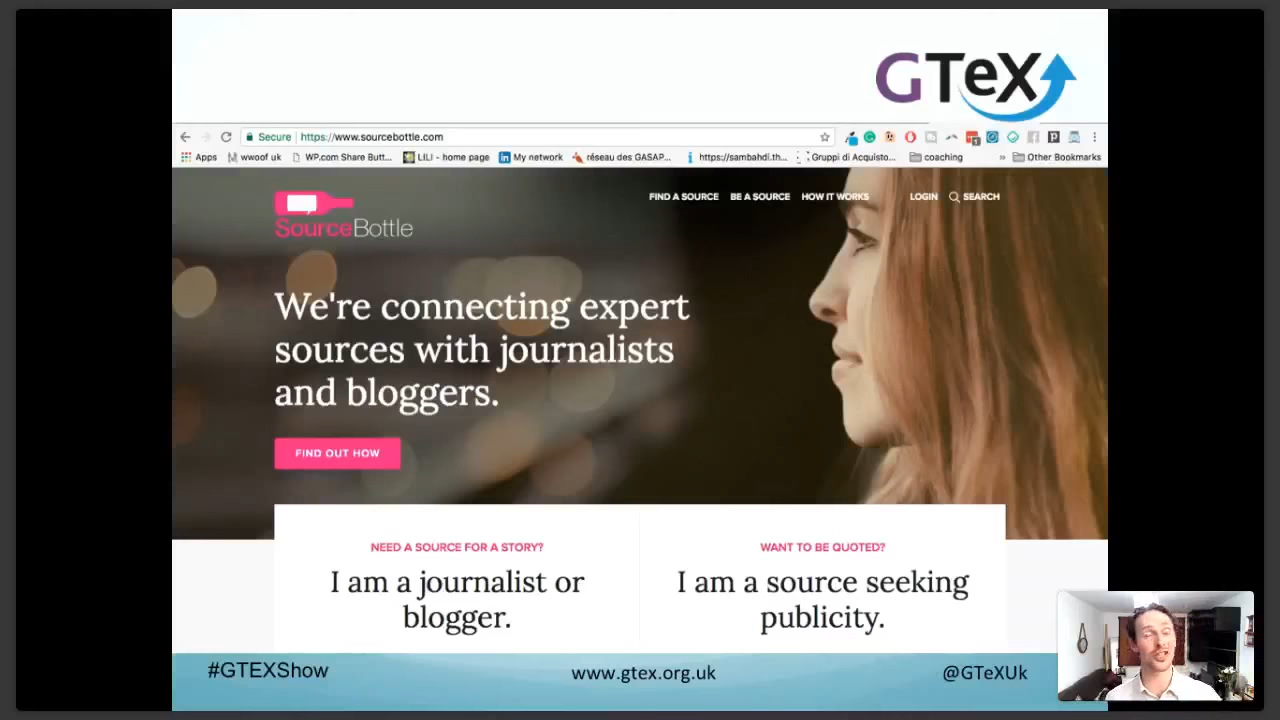 GTeX
Secure https://www.sourcebottle.com
Apps wwoof uk WP.com Share Butt... LILI - home page My network réseau des GASAP... https://sambahdi.th... Gruppi di Acquisto... coaching » Other Bookmarks
FIND A SOURCE BE A SOURCE HOW IT WORKS LOGIN SEARCH
SourceBottle
We're connecting expert
sources with journalists
and bloggers.
FIND OUT HOW
NEED A SOURCE FOR A STORY?
I am a journalist or
blogger.
WANT TO BE QUOTED?
I am a source seeking
publicity.
#GTEXShow www.gtex.org.uk @GTeXUk